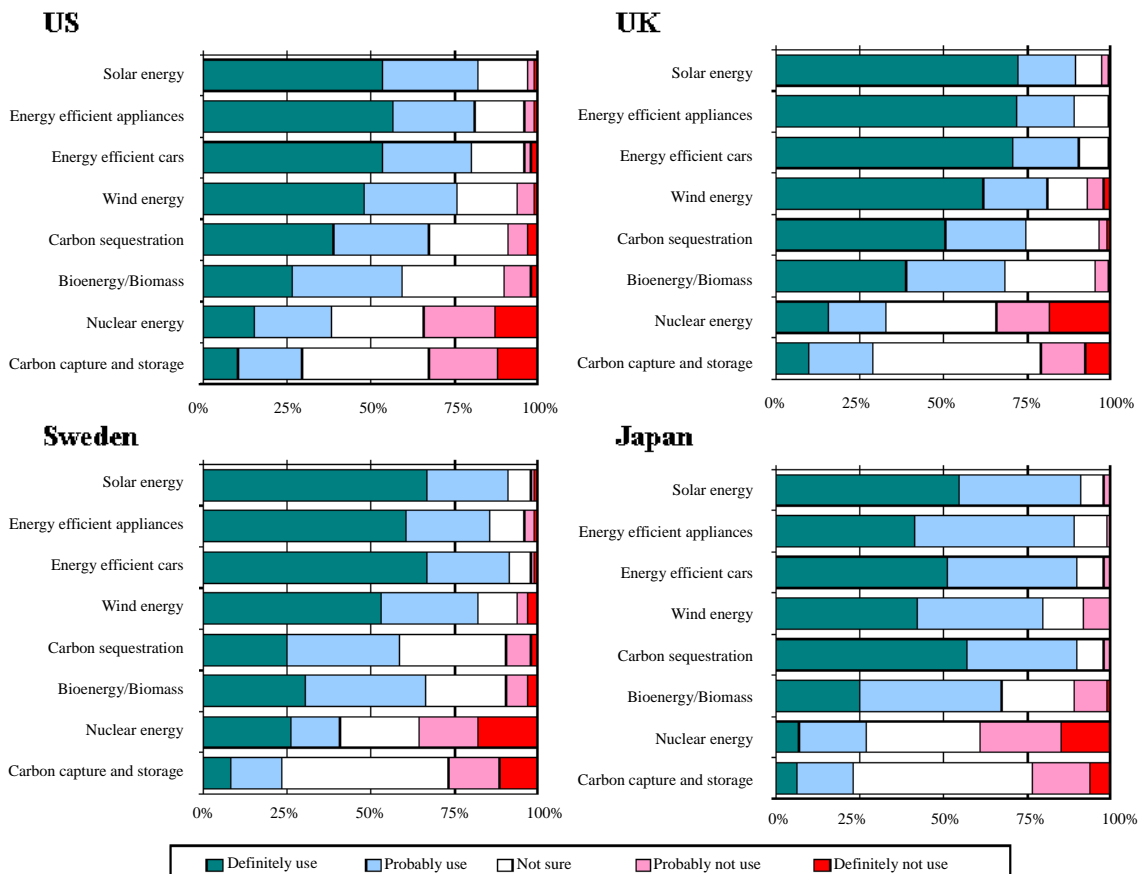 US
Solar energy
Energy efficient appliances
Energy efficient cars
Wind energy
Carbon sequestration
Bioenergy/Biomass
Nuclear energy
Carbon capture and storage
0% 25% 50% 75% 100%
UK
Solar energy
Energy efficient appliances
Energy efficient cars
Wind energy
Carbon sequestration
Bioenergy/Biomass
Nuclear energy
Carbon capture and storage
0% 25% 50% 75% 100%
Sweden
Solar energy
Energy efficient appliances
Energy efficient cars
Wind energy
Carbon sequestration
Bioenergy/Biomass
Nuclear energy
Carbon capture and storage
0% 25% 50% 75% 100%
Japan
Solar energy
Energy efficient appliances
Energy efficient cars
Wind energy
Carbon sequestration
Bioenergy/Biomass
Nuclear energy
Carbon capture and storage
0% 25% 50% 75% 100%
Definitely use Probably use Not sure Probably not use Definitely not use